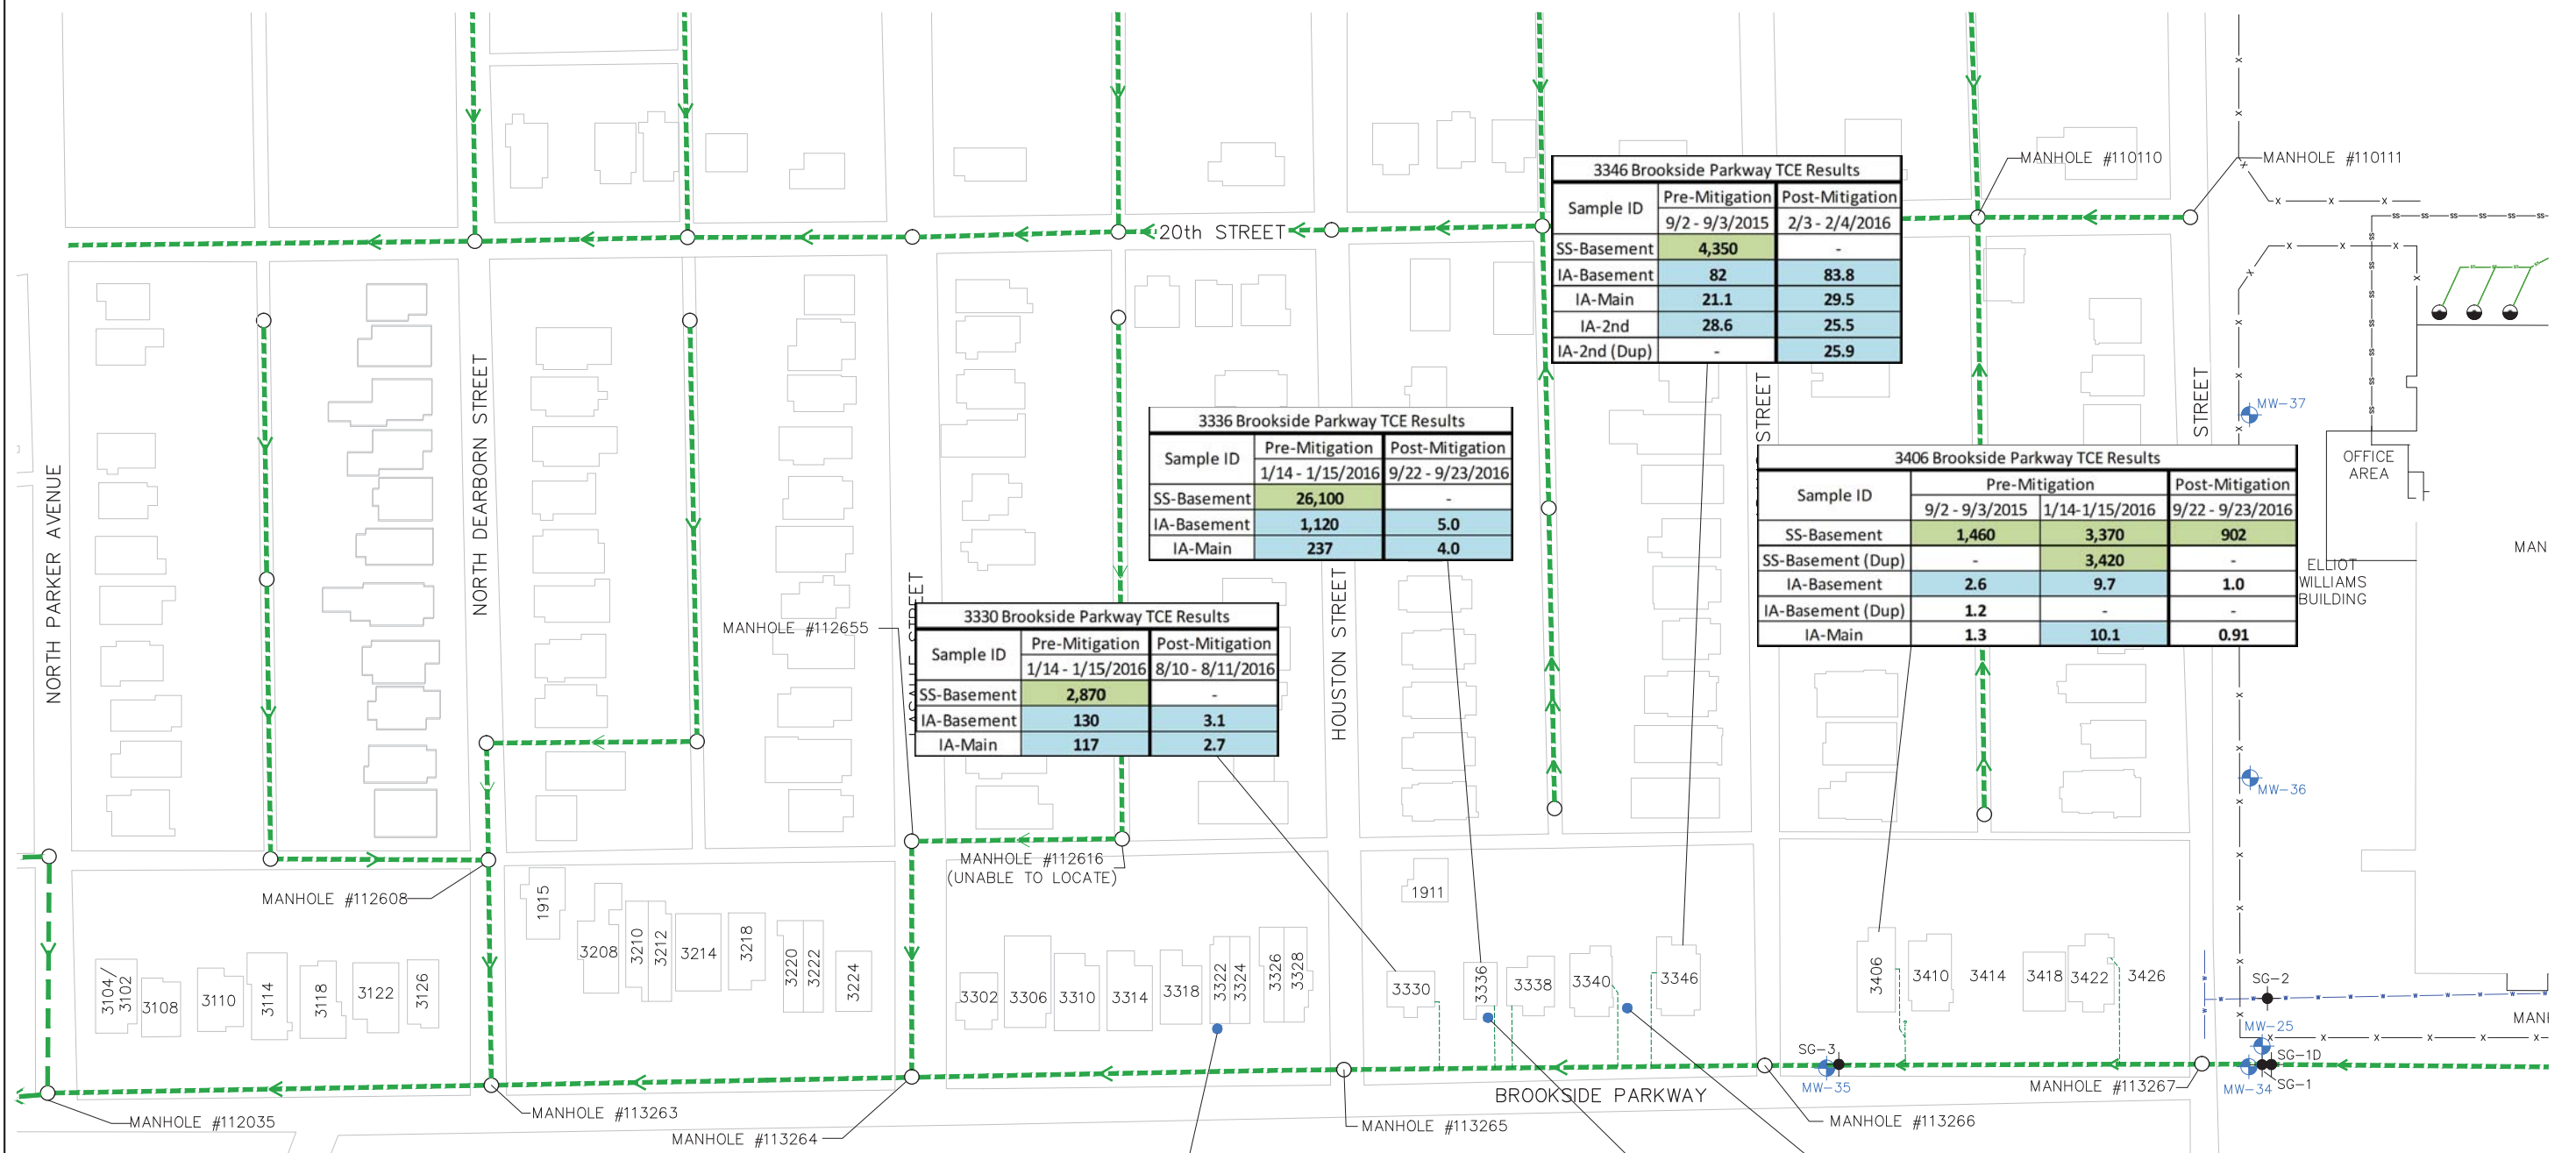 MANHOLE #110110
MANHOLE #110111
20th STREET
3346 Brookside Parkway TCE Results
Sample ID Pre-Mitigation Post-Mitigation
9/2 - 9/3/2015 2/3 - 2/4/2016
SS-Basement 4,350 -
IA-Basement 82 83.8
IA-Main 21.1 29.5
IA-2nd 28.6 25.5
IA-2nd (Dup) - 25.9
3336 Brookside Parkway TCE Results
Sample ID Pre-Mitigation Post-Mitigation
1/14 - 1/15/2016 9/22 - 9/23/2016
SS-Basement 26,100 -
IA-Basement 1,120 5.0
IA-Main 237 4.0
3406 Brookside Parkway TCE Results
Sample ID Pre-Mitigation Post-Mitigation
9/2 - 9/3/2015 1/14-1/15/2016 9/22 - 9/23/2016
SS-Basement 1,460 3,370 902
SS-Basement (Dup) - 3,420 -
IA-Basement 2.6 9.7 1.0
IA-Basement (Dup) 1.2 - -
IA-Main 1.3 10.1 0.91
3330 Brookside Parkway TCE Results
Sample ID Pre-Mitigation Post-Mitigation
1/14 - 1/15/2016 8/10 - 8/11/2016
SS-Basement 2,870 -
IA-Basement 130 3.1
IA-Main 117 2.7
NORTH PARKER AVENUE
NORTH DEARBORN STREET
STREET
HOUSTON STREET
STREET
STREET
MW-37
OFFICE
AREA
MAN
ELLIOT
WILLIAMS
BUILDING
MW-36
MANHOLE #112655
MANHOLE #112616
(UNABLE TO LOCATE)
MANHOLE #112608
1915
1911
3104/
3102
3108
3110
3114
3118
3122
3126
3208
3210
3212
3214
3218
3220
3222
3224
3302
3306
3310
3314
3318
3322
3324
3326
3328
3330
3336
3338
3340
3346
3406
3410
3414
3418
3422
3426
SG-2
MW-25
MAN
SG-1D
SG-1
MW-34
SG-3
MW-35
MANHOLE #113267
BROOKSIDE PARKWAY
MANHOLE #113266
MANHOLE #113265
MANHOLE #113264
MANHOLE #113263
MANHOLE #112035